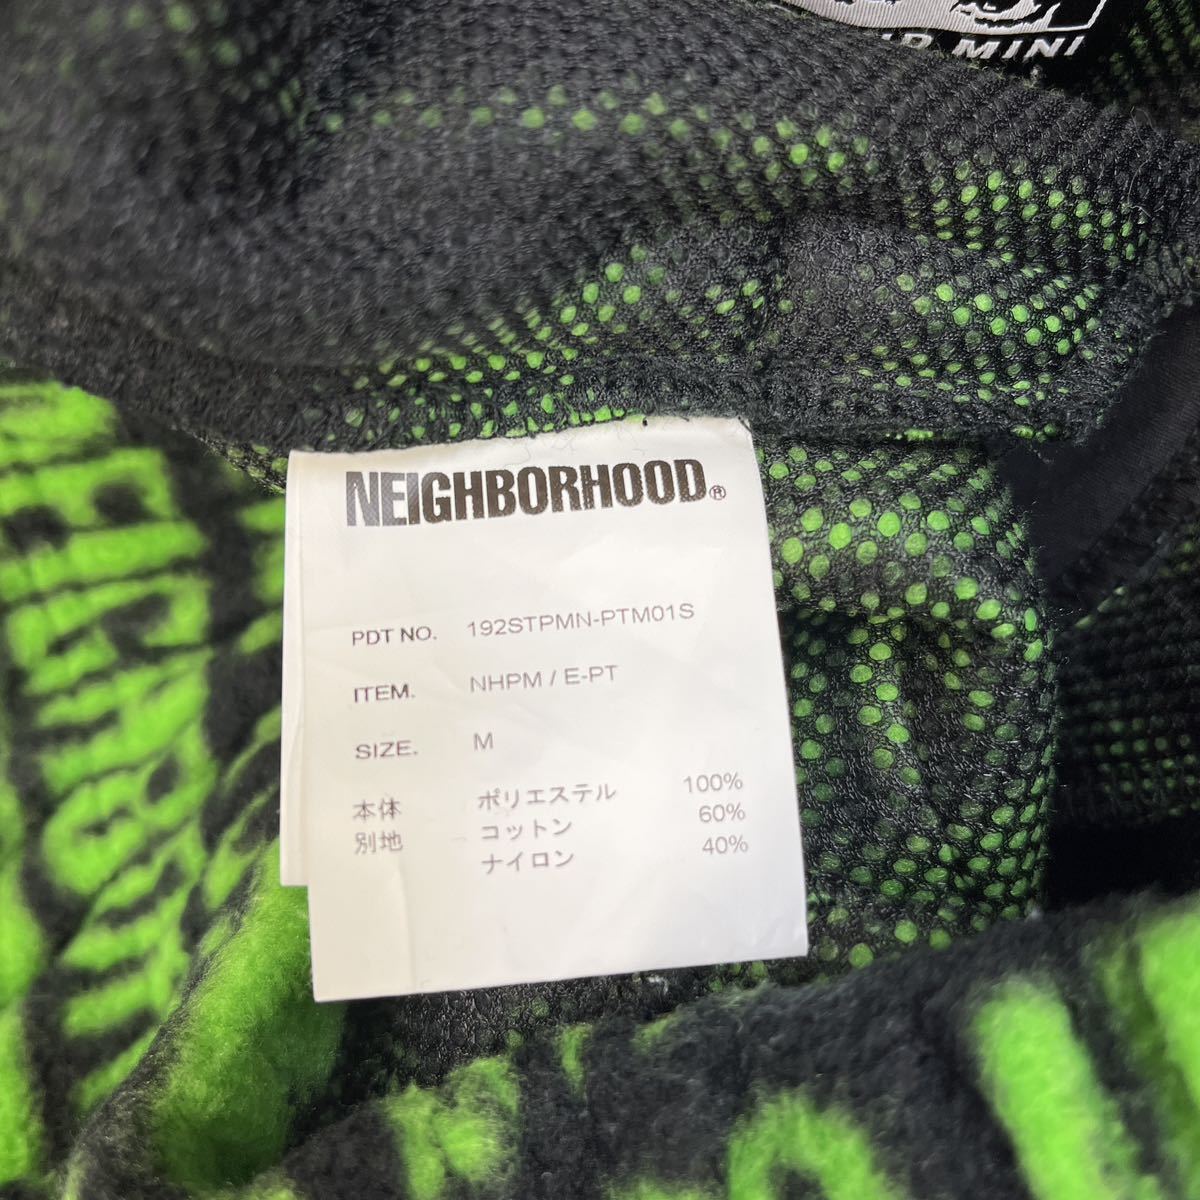 MINI
NEIGHBORHOOD®
PDT NO. 192STPMN-PTM01S
ITEM. NHPM / E-PT
SIZE. M
本体 ポリエステル 100%
別地 コットン 60%
ナイロン 40%